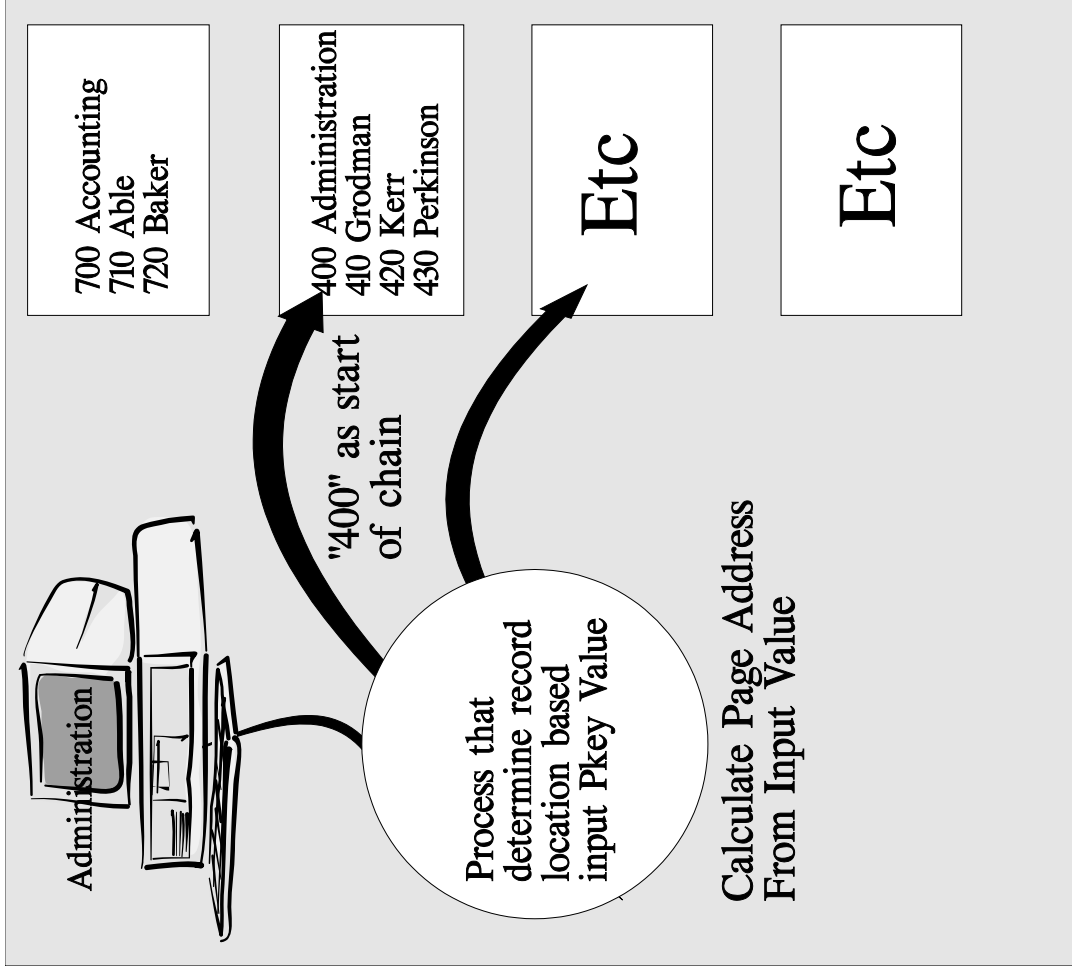 Administration
700 Accounting
710 Able
720 Baker
"400" as start
of chain
400 Administration
410 Grodman
420 Kerr
430 Perkinson
Process that
determine record
location based
input Pkey Value
Etc
Calculate Page Address
From Input Value
Etc